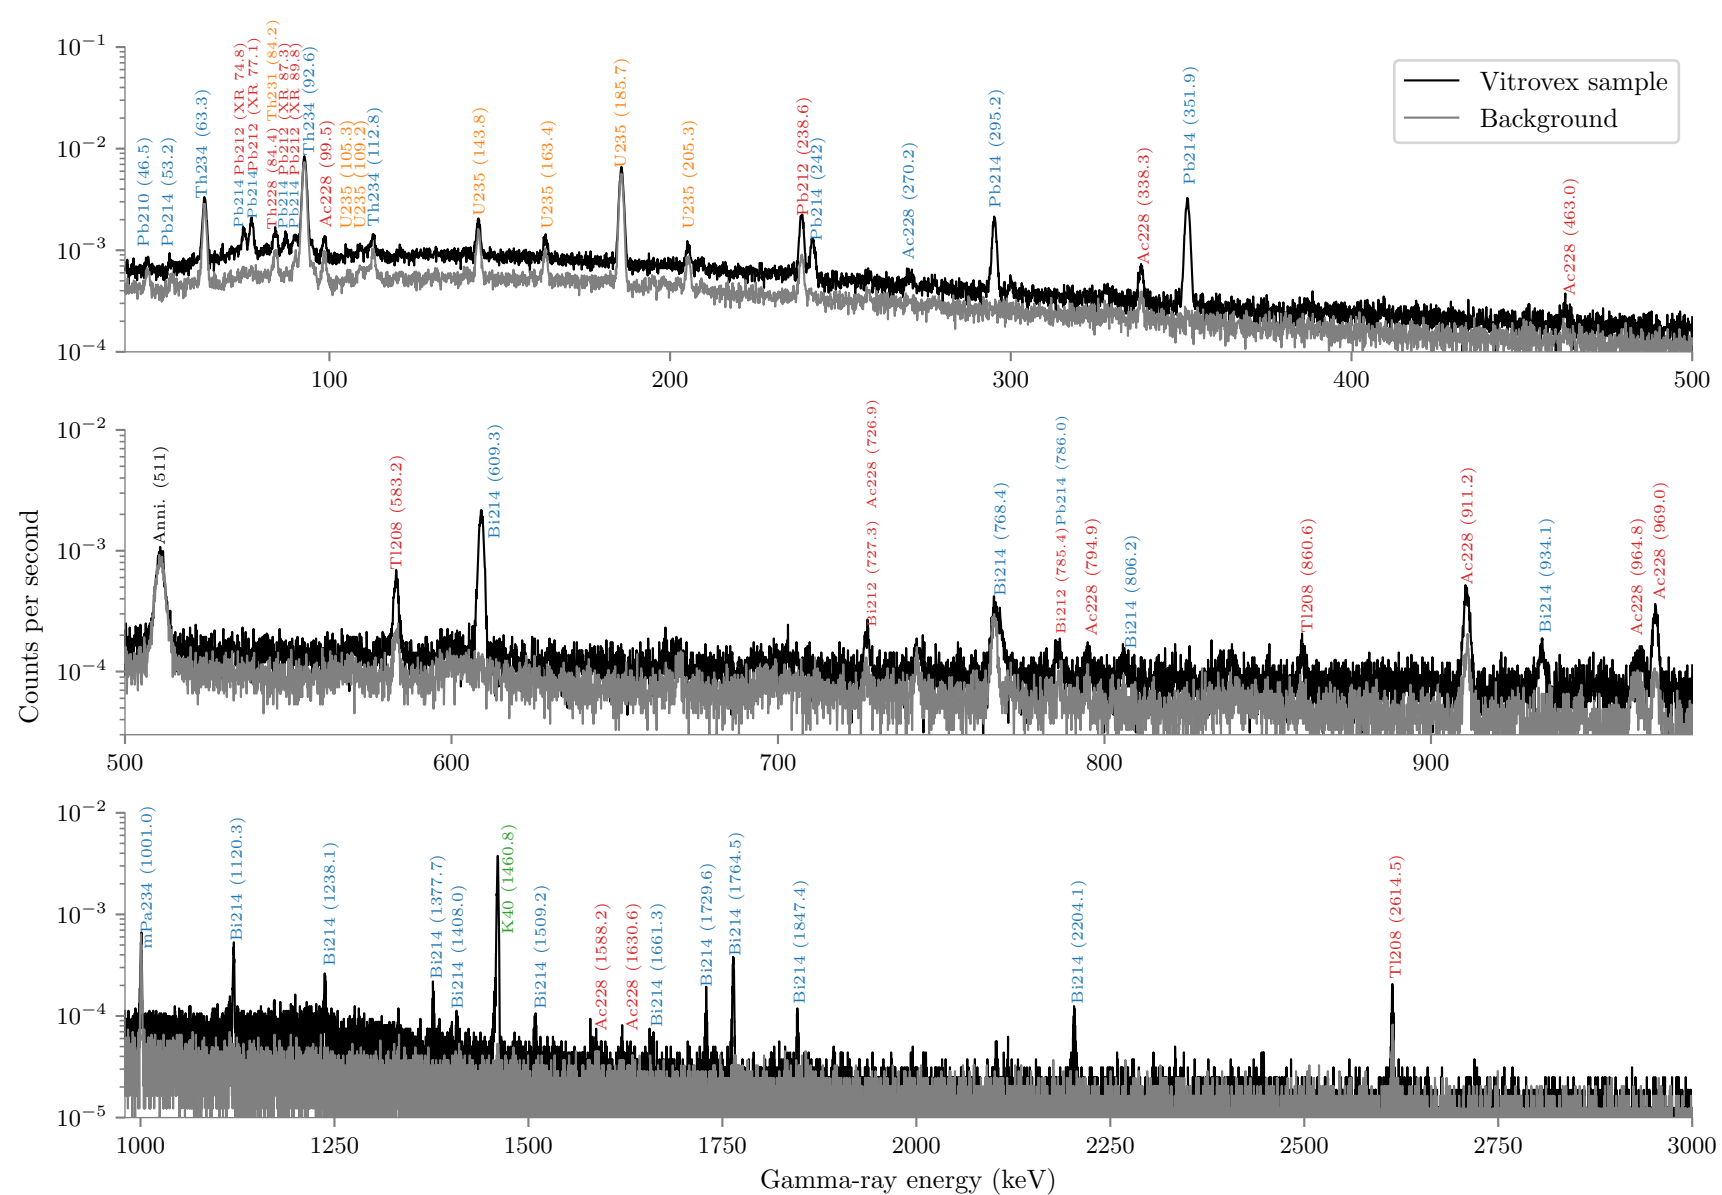 Pb210 (46.5)
Pb214 (53.2)
Th234 (63.3)
Pb214 Pb212 (XR 74.8)
Pb214 Pb212 (XR 77.1)
Th228 (84.4) Th231 (84.2)
Pb214 Pb212 (XR 87.3)
Pb214 Pb212 (XR 89.8)
Th234 (92.6)
Ac228 (99.5)
U235 (105.3)
U235 (109.2)
Th234 (112.8)
U235 (143.8)
U235 (163.4)
U235 (185.7)
U235 (205.3)
Pb212 (238.6)
Pb214 (242)
Ac228 (270.2)
Pb214 (295.2)
Ac228 (338.3)
Pb214 (351.9)
Ac228 (463.0)
Vitrovex sample
Background
10⁻¹
10⁻²
10⁻³
10⁻⁴
100 200 300 400 500
Anni. (511)
Tl208 (583.2)
Bi214 (609.3)
Bi212 (727.3) Ac228 (726.9)
Bi214 (768.4)
Bi212 (785.4) Pb214 (786.0)
Ac228 (794.9)
Bi214 (806.2)
Tl208 (860.6)
Ac228 (911.2)
Bi214 (934.1)
Ac228 (964.8)
Ac228 (969.0)
10⁻²
10⁻³
10⁻⁴
Counts per second
500 600 700 800 900
mPa234 (1001.0)
Bi214 (1120.3)
Bi214 (1238.1)
Bi214 (1377.7)
Bi214 (1408.0)
K40 (1460.8)
Bi214 (1509.2)
Ac228 (1588.2)
Ac228 (1630.6)
Bi214 (1661.3)
Bi214 (1729.6)
Bi214 (1764.5)
Bi214 (1847.4)
Bi214 (2204.1)
Tl208 (2614.5)
10⁻²
10⁻³
10⁻⁴
10⁻⁵
1000 1250 1500 1750 2000 2250 2500 2750 3000
Gamma-ray energy (keV)